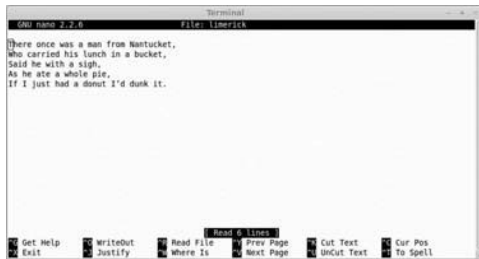 Terminal
GNU nano 2.2.6 File: limerick
There once was a man from Nantucket,
Who carried his lunch in a bucket,
Said he with a sigh,
As he ate a whole pie,
If I just had a donut I'd dunk it.
[ Read 6 lines ]
^G Get Help ^O WriteOut ^R Read File ^Y Prev Page ^K Cut Text ^C Cur Pos
^X Exit ^J Justify ^W Where Is ^V Next Page ^U UnCut Text ^T To Spell